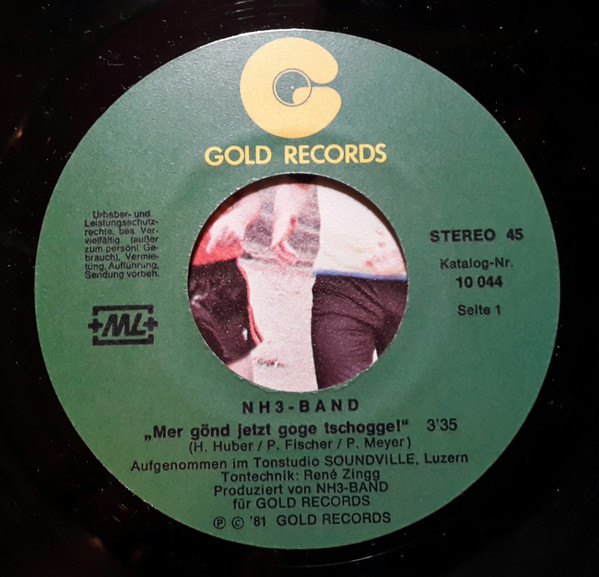 GOLD RECORDS
Urheber- und
Leistungsschutz-
rechte, bes. Ver-
vielfältig. (außer
zum persönl Ge-
brauch), Vermie-
tung, Aufführung,
Sendung vorbeh.
+ML+
STEREO 45
Katalog-Nr.
10 044
Seite 1
NH3-BAND
„Mer gönd jetzt goge tschogge!" 3'35
(H. Huber / P. Fischer / P. Meyer)
Aufgenommen im Tonstudio SOUNDVILLE, Luzern
Tontechnik: René Zingg
Produziert von NH3-BAND
für GOLD RECORDS
Ⓟ © '81 GOLD RECORDS